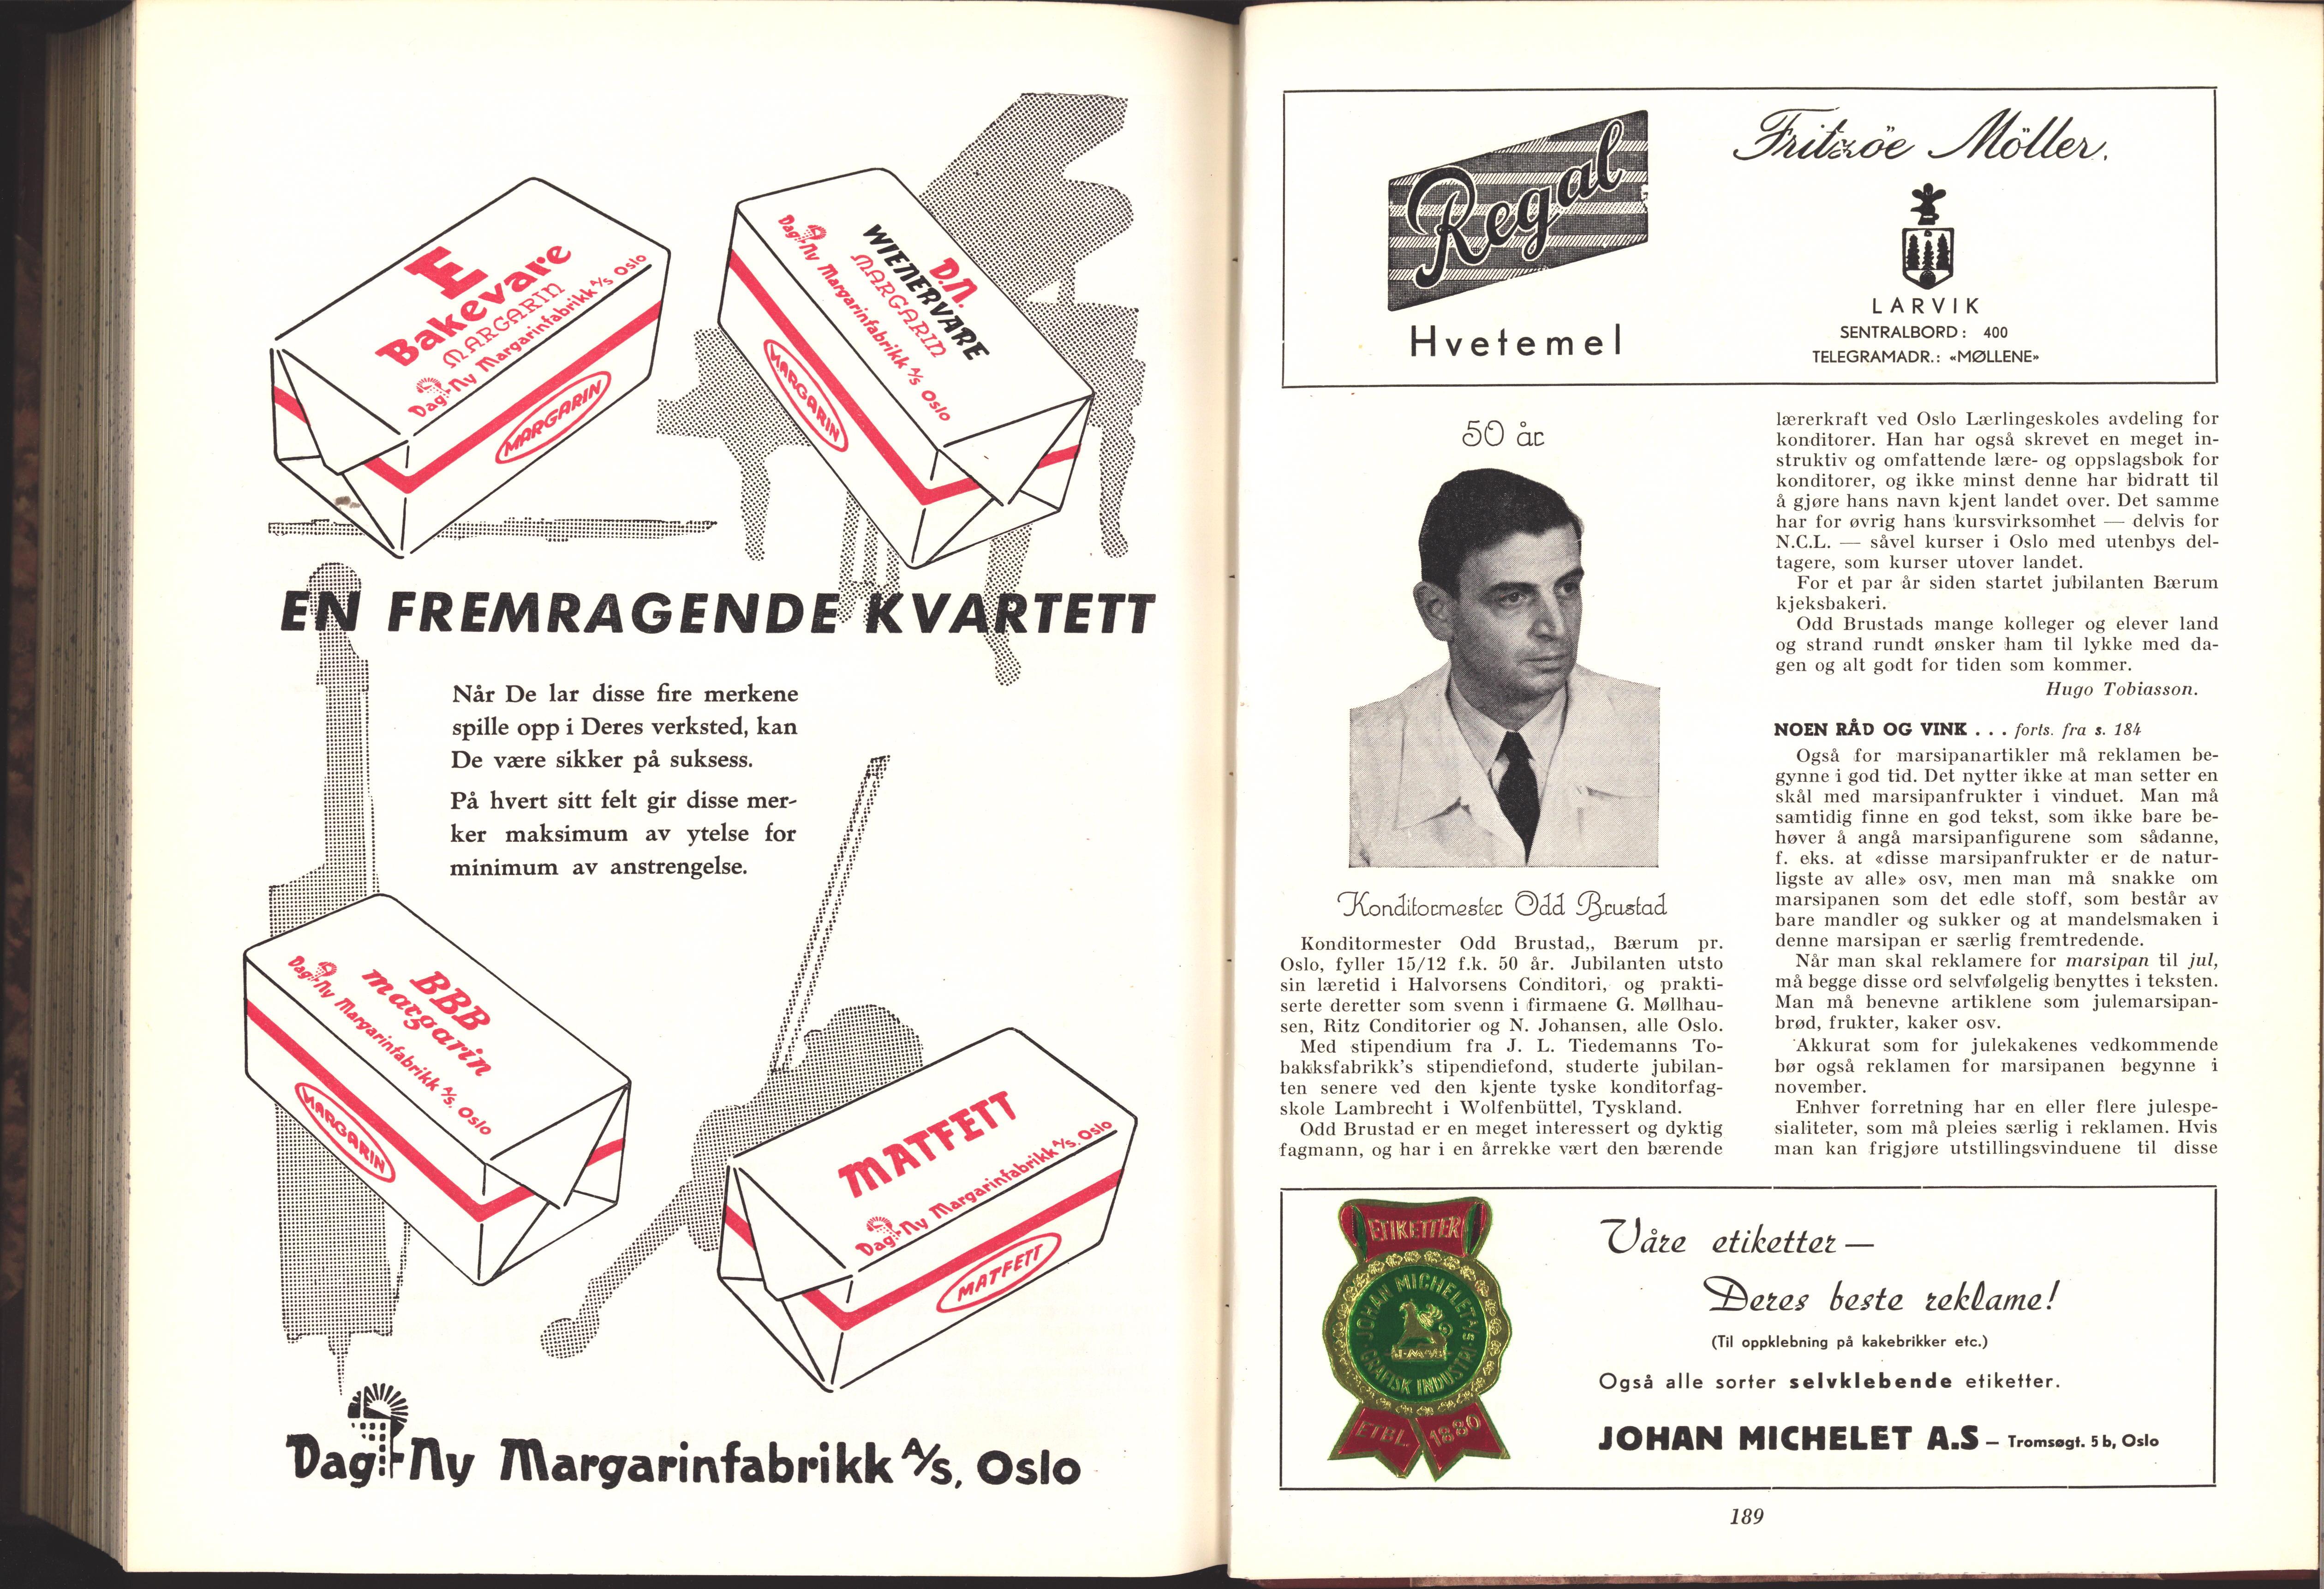 E
Bakevare
MARGARIN
Dag-Ny Margarinfabrikk A/s Oslo
MARGARIN
D.N.
WIENERVARE
MARGARIN
Dag-Ny Margarinfabrikk A/s Oslo
MARGARIN
EN FREMRAGENDE KVARTETT
Når De lar disse fire merkene
spille opp i Deres verksted, kan
De være sikker på suksess.
På hvert sitt felt gir disse mer-
ker maksimum av ytelse for
minimum av anstrengelse.
BBB
margarin
Dag-Ny Margarinfabrikk A/s. Oslo
MARGARIN
MATFETT
Dag-Ny Margarinfabrikk A/s. Oslo
MATFETT
Dag-Ny Margarinfabrikk A/s, Oslo
Regal
Hvetemel
Fritzöe Möller.
LARVIK
SENTRALBORD: 400
TELEGRAMADR.: «MØLLENE»
50 år
Konditormester Odd Brustad
Konditormester Odd Brustad,, Bærum pr.
Oslo, fyller 15/12 f.k. 50 år. Jubilanten utsto
sin læretid i Halvorsens Conditori, og prakti-
serte deretter som svenn i firmaene G. Møllhau-
sen, Ritz Conditorier og N. Johansen, alle Oslo.
Med stipendium fra J. L. Tiedemanns To-
bakksfabrikk's stipendiefond, studerte jubilan-
ten senere ved den kjente tyske konditorfag-
skole Lambrecht i Wolfenbüttel, Tyskland.
Odd Brustad er en meget interessert og dyktig
fagmann, og har i en årrekke vært den bærende
lærerkraft ved Oslo Lærlingeskoles avdeling for
konditorer. Han har også skrevet en meget in-
struktiv og omfattende lære- og oppslagsbok for
konditorer, og ikke minst denne har bidratt til
å gjøre hans navn kjent landet over. Det samme
har for øvrig hans kursvirksomhet — delvis for
N.C.L. — såvel kurser i Oslo med utenbys del-
tagere, som kurser utover landet.
For et par år siden startet jubilanten Bærum
kjeksbakeri.
Odd Brustads mange kolleger og elever land
og strand rundt ønsker ham til lykke med da-
gen og alt godt for tiden som kommer.
Hugo Tobiasson.
NOEN RÅD OG VINK . . . forts. fra s. 184
Også for marsipanartikler må reklamen be-
gynne i god tid. Det nytter ikke at man setter en
skål med marsipanfrukter i vinduet. Man må
samtidig finne en god tekst, som ikke bare be-
høver å angå marsipanfigurene som sådanne,
f. eks. at «disse marsipanfrukter er de natur-
ligste av alle» osv, men man må snakke om
marsipanen som det edle stoff, som består av
bare mandler og sukker og at mandelsmaken i
denne marsipan er særlig fremtredende.
Når man skal reklamere for marsipan til jul,
må begge disse ord selvfølgelig benyttes i teksten.
Man må benevne artiklene som julemarsipan-
brød, frukter, kaker osv.
Akkurat som for julekakenes vedkommende
bør også reklamen for marsipanen begynne i
november.
Enhver forretning har en eller flere julespe-
sialiteter, som må pleies særlig i reklamen. Hvis
man kan frigjøre utstillingsvinduene til disse
ETIKETTER
JOHAN MICHELET A/S
GRAFISK INDUSTRI
ETBL. 1880
Våre etiketter —
Deres beste reklame!
(Til oppklebning på kakebrikker etc.)
Også alle sorter selvklebende etiketter.
JOHAN MICHELET A.S — Tromsøgt. 5 b, Oslo
189